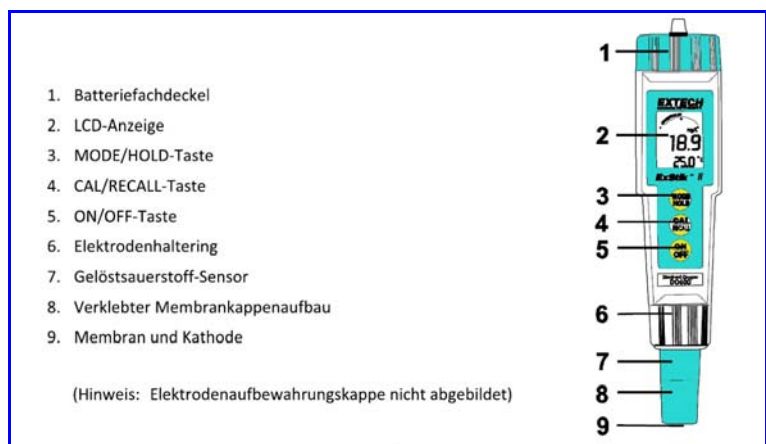 1. Batteriefachdeckel
2. LCD-Anzeige
3. MODE/HOLD-Taste
4. CAL/RECALL-Taste
5. ON/OFF-Taste
6. Elektrodenhaltering
7. Gelöstsauerstoff-Sensor
8. Verklebter Membrankappenaufbau
9. Membran und Kathode
(Hinweis: Elektrodenaufbewahrungskappe nicht abgebildet)
1
EXTECH
2
18.9
25.0
ExStik II
3
MODE
HOLD
4
CAL
RECALL
5
ON
OFF
DO600
6
7
8
9